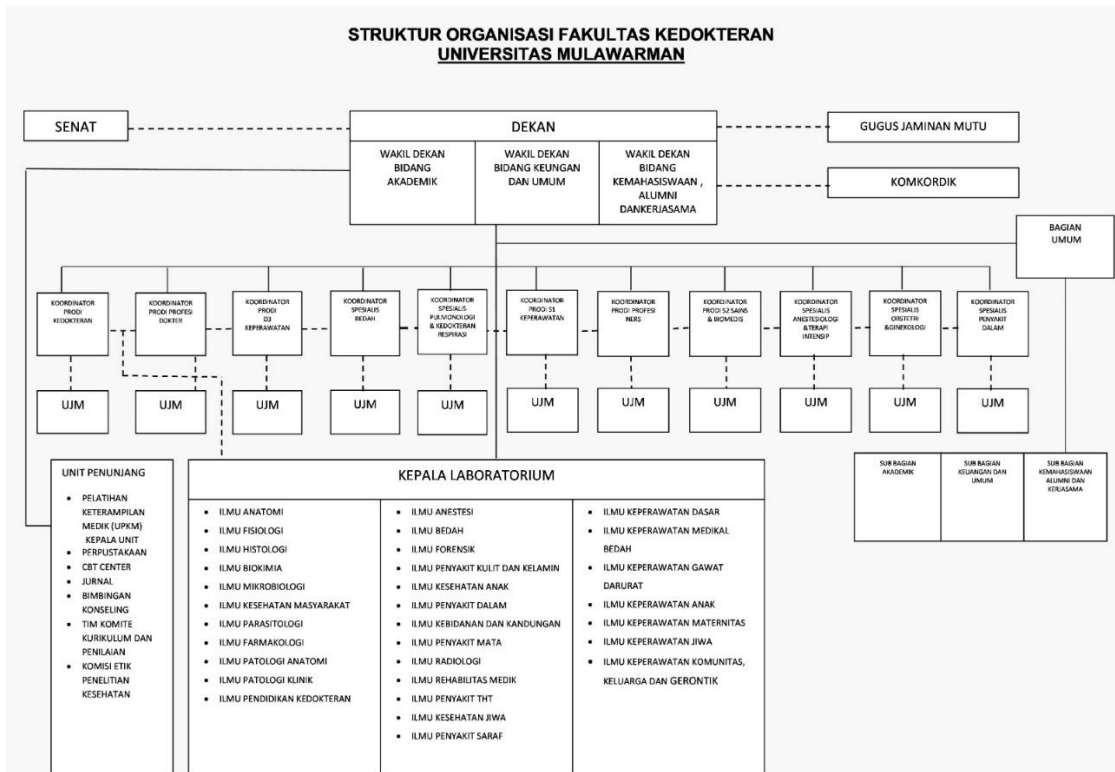 STRUKTUR ORGANISASI FAKULTAS KEDOKTERAN
UNIVERSITAS MULAWARMAN
SENAT
DEKAN
GUGUS JAMINAN MUTU
WAKIL DEKAN
BIDANG
AKADEMIK
WAKIL DEKAN
BIDANG KEUNGAN
DAN UMUM
WAKIL DEKAN
BIDANG
KEMAHASISWAAN ,
ALUMNI
DANKERJASAMA
KOMKORDIK
BAGIAN
UMUM
KOORDINATOR
PRODI
KEDOKTERAN
KOORDINATOR
PRODI PROFESI
DOKTER
KOORDINATOR
PRODI
D3
KEPERAWATAN
KOORDINATOR
SPESIALIS
BEDAH
KOORDINATOR
SPESIALIS
PULMONOLOGI
& KEDOKTERAN
RESPIRASI
KOORDINATOR
PRODI S1
KEPERAWATAN
KOORDINATOR
PRODI PROFESI
NERS
KOORDINATOR
PRODI S2 SAINS
& BIOMEDIS
KOORDINATOR
SPESIALIS
ANESTESIOLOGI
&TERAPI
INTENSIP
KOORDINATOR
SPESIALIS
OBSTETRI
&GINEKOLOGI
KOORDINATOR
SPESIALIS
PENYAKIT
DALAM
UJM
UJM
UJM
UJM
UJM
UJM
UJM
UJM
UJM
UJM
UJM
UNIT PENUNJANG
• PELATIHAN
KETERAMPILAN
MEDIK (UPKM)
KEPALA UNIT
• PERPUSTAKAAN
• CBT CENTER
• JURNAL
• BIMBINGAN
KONSELING
• TIM KOMITE
KURIKULUM DAN
PENILAIAN
• KOMISI ETIK
PENELITIAN
KESEHATAN
KEPALA LABORATORIUM
• ILMU ANATOMI
• ILMU FISIOLOGI
• ILMU HISTOLOGI
• ILMU BIOKIMIA
• ILMU MIKROBIOLOGI
• ILMU KESEHATAN MASYARAKAT
• ILMU PARASITOLOGI
• ILMU FARMAKOLOGI
• ILMU PATOLOGI ANATOMI
• ILMU PATOLOGI KLINIK
• ILMU PENDIDIKAN KEDOKTERAN
• ILMU ANESTESI
• ILMU BEDAH
• ILMU FORENSIK
• ILMU PENYAKIT KULIT DAN KELAMIN
• ILMU KESEHATAN ANAK
• ILMU PENYAKIT DALAM
• ILMU KEBIDANAN DAN KANDUNGAN
• ILMU PENYAKIT MATA
• ILMU RADIOLOGI
• ILMU REHABILITAS MEDIK
• ILMU PENYAKIT THT
• ILMU KESEHATAN JIWA
• ILMU PENYAKIT SARAF
• ILMU KEPERAWATAN DASAR
• ILMU KEPERAWATAN MEDIKAL
BEDAH
• ILMU KEPERAWATAN GAWAT
DARURAT
• ILMU KEPERAWATAN ANAK
• ILMU KEPERAWATAN MATERNITAS
• ILMU KEPERAWATAN JIWA
• ILMU KEPERAWATAN KOMUNITAS,
KELUARGA DAN GERONTIK
SUB BAGIAN
AKADEMIK
SUB BAGIAN
KEUANGAN DAN
UMUM
SUB BAGIAN
KEMAHASISWAAN
ALUMNI DAN
KERJASAMA